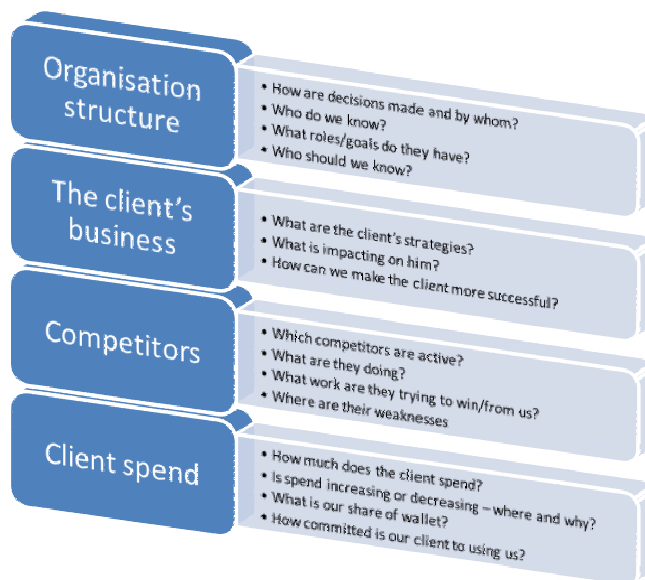 Organisation
structure
• How are decisions made and by whom?
• Who do we know?
• What roles/goals do they have?
• Who should we know?
The client's
business
• What are the client's strategies?
• What is impacting on him?
• How can we make the client more successful?
Competitors
• Which competitors are active?
• What are they doing?
• What work are they trying to win/from us?
• Where are their weaknesses
Client spend
• How much does the client spend?
• Is spend increasing or decreasing – where and why?
• What is our share of wallet?
• How committed is our client to using us?